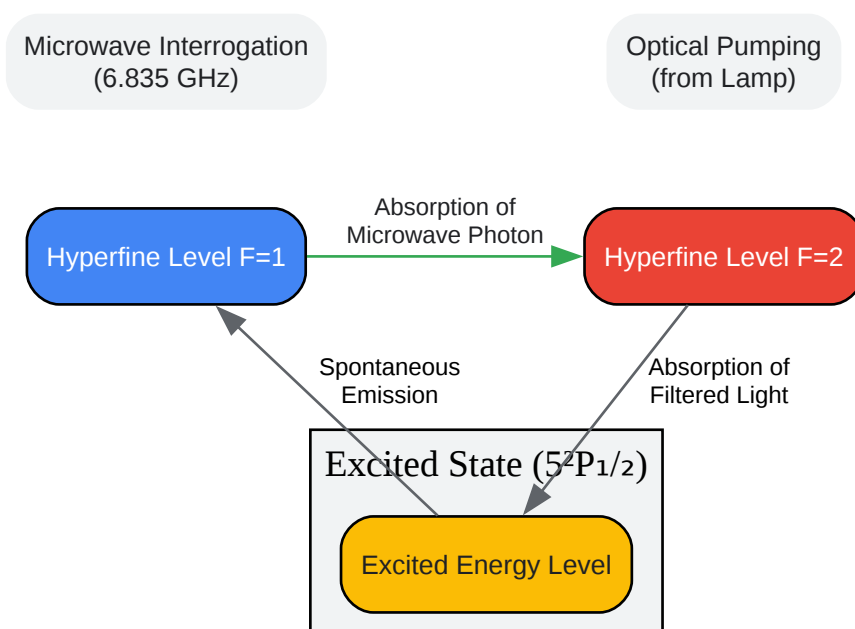 Microwave Interrogation
(6.835 GHz)
Optical Pumping
(from Lamp)
Absorption of
Microwave Photon
Hyperfine Level F=1
Hyperfine Level F=2
Spontaneous
Emission
Absorption of
Filtered Light
Excited State (5²P₁/₂)
Excited Energy Level